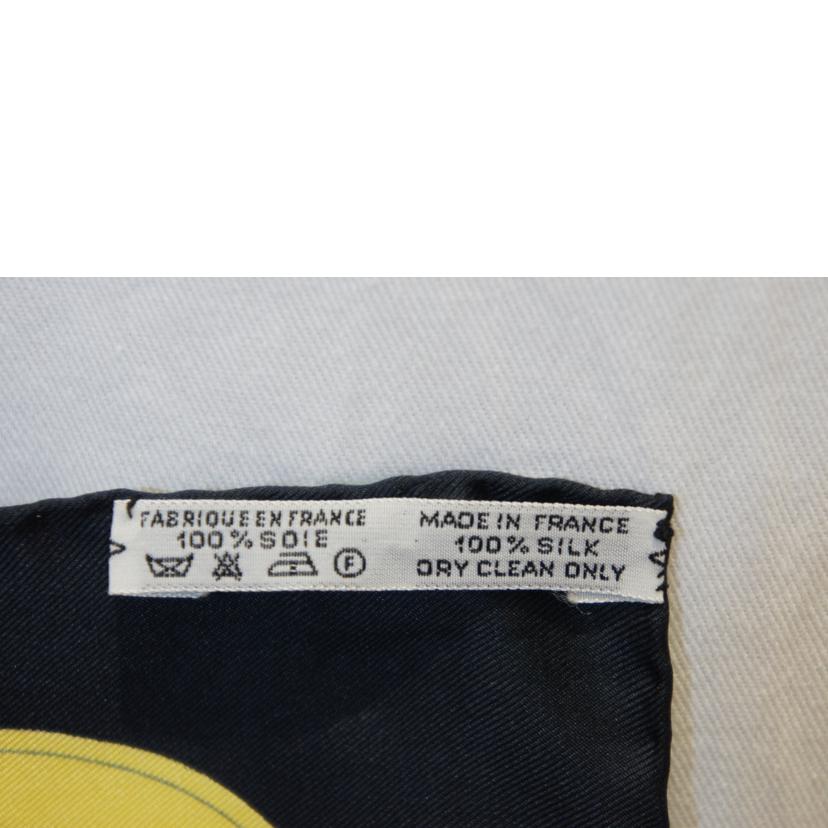 FABRIQUE EN FRANCE
100% SOIE
F
MADE IN FRANCE
100% SILK
DRY CLEAN ONLY